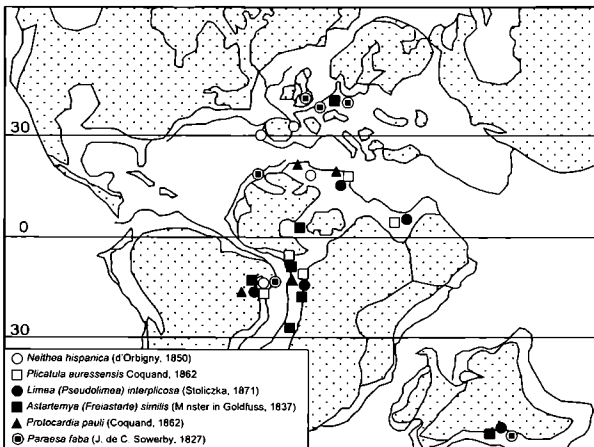 30
0
30
Neithea hispanica (d'Orbigny, 1850)
Plicatula auressensis Coquand, 1862
Limea (Pseudolimea) interplicosa (Stoliczka, 1871)
Astartemya (Freiastarte) similis (M nster in Goldfuss, 1837)
Protocardia pauli (Coquand, 1862)
Paraesa faba (J. de C. Sowerby, 1827)